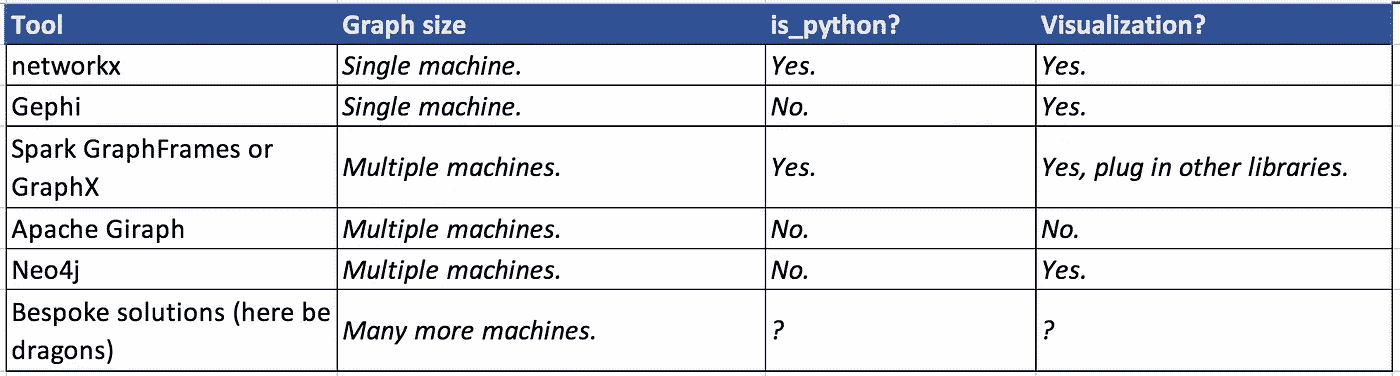 Tool Graph size is_python? Visualization?
networkx Single machine. Yes. Yes.
Gephi Single machine. No. Yes.
Spark GraphFrames or
GraphX Multiple machines. Yes. Yes, plug in other libraries.
Apache Giraph Multiple machines. No. No.
Neo4j Multiple machines. No. Yes.
Bespoke solutions (here be
dragons) Many more machines. ? ?